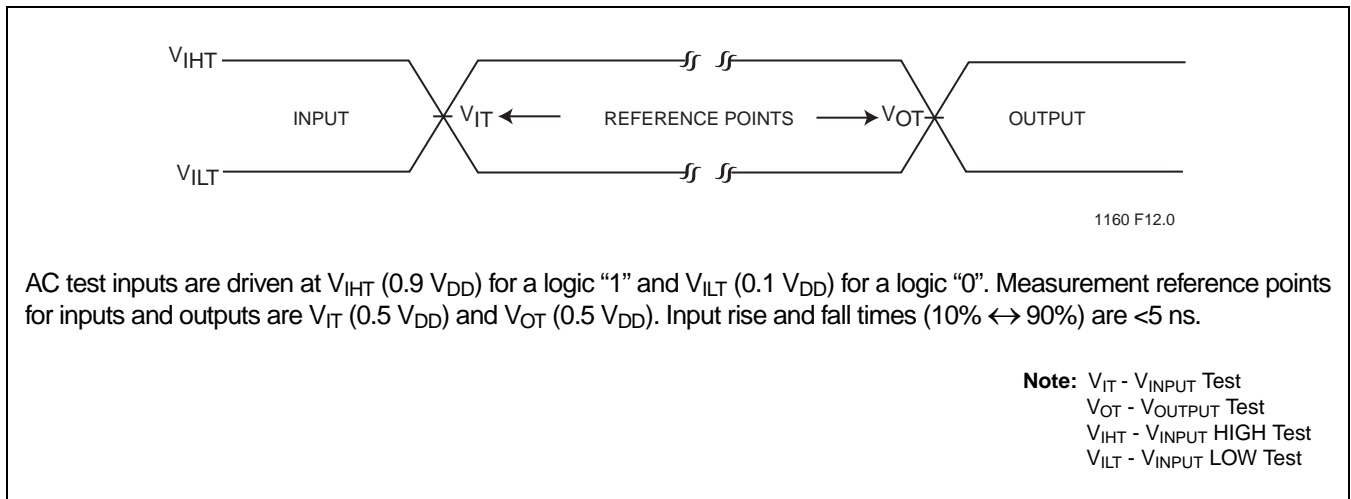 VIHT
INPUT VIT REFERENCE POINTS VOT OUTPUT
VILT
1160 F12.0
AC test inputs are driven at VIHT (0.9 VDD) for a logic “1” and VILT (0.1 VDD) for a logic “0”. Measurement reference points
for inputs and outputs are VIT (0.5 VDD) and VOT (0.5 VDD). Input rise and fall times (10% ↔ 90%) are <5 ns.
Note: VIT - VINPUT Test
VOT - VOUTPUT Test
VIHT - VINPUT HIGH Test
VILT - VINPUT LOW Test